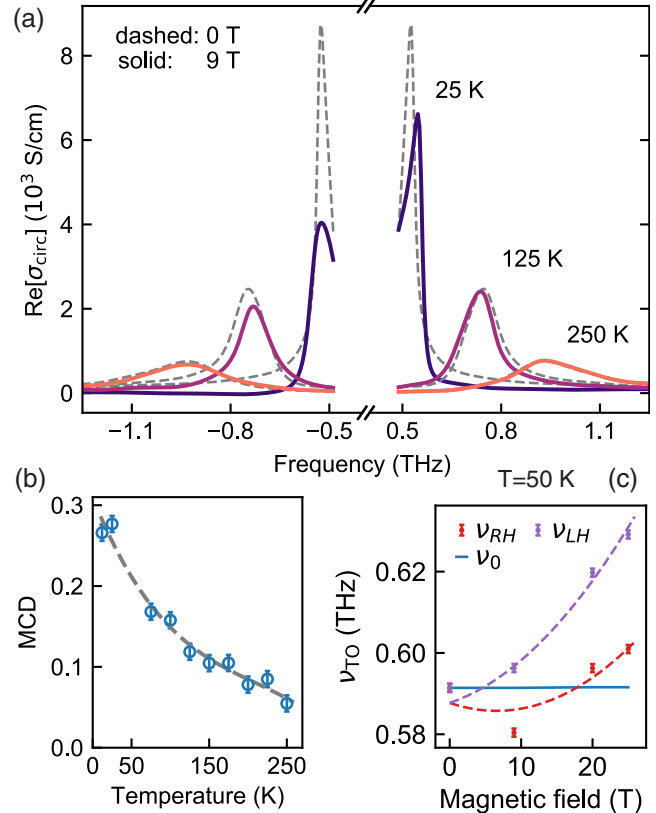 (a)
dashed: 0 T
solid: 9 T
25 K
125 K
250 K
Re[σcirc] (10³ S/cm)
8
6
4
2
0
−1.1
−0.8
−0.5
0.5
0.8
1.1
Frequency (THz)
(b)
MCD
0.3
0.2
0.1
0.0
0
50
100
150
200
250
Temperature (K)
T=50 K
(c)
νRH
νLH
ν0
νTO (THz)
0.62
0.60
0.58
0
10
20
Magnetic field (T)